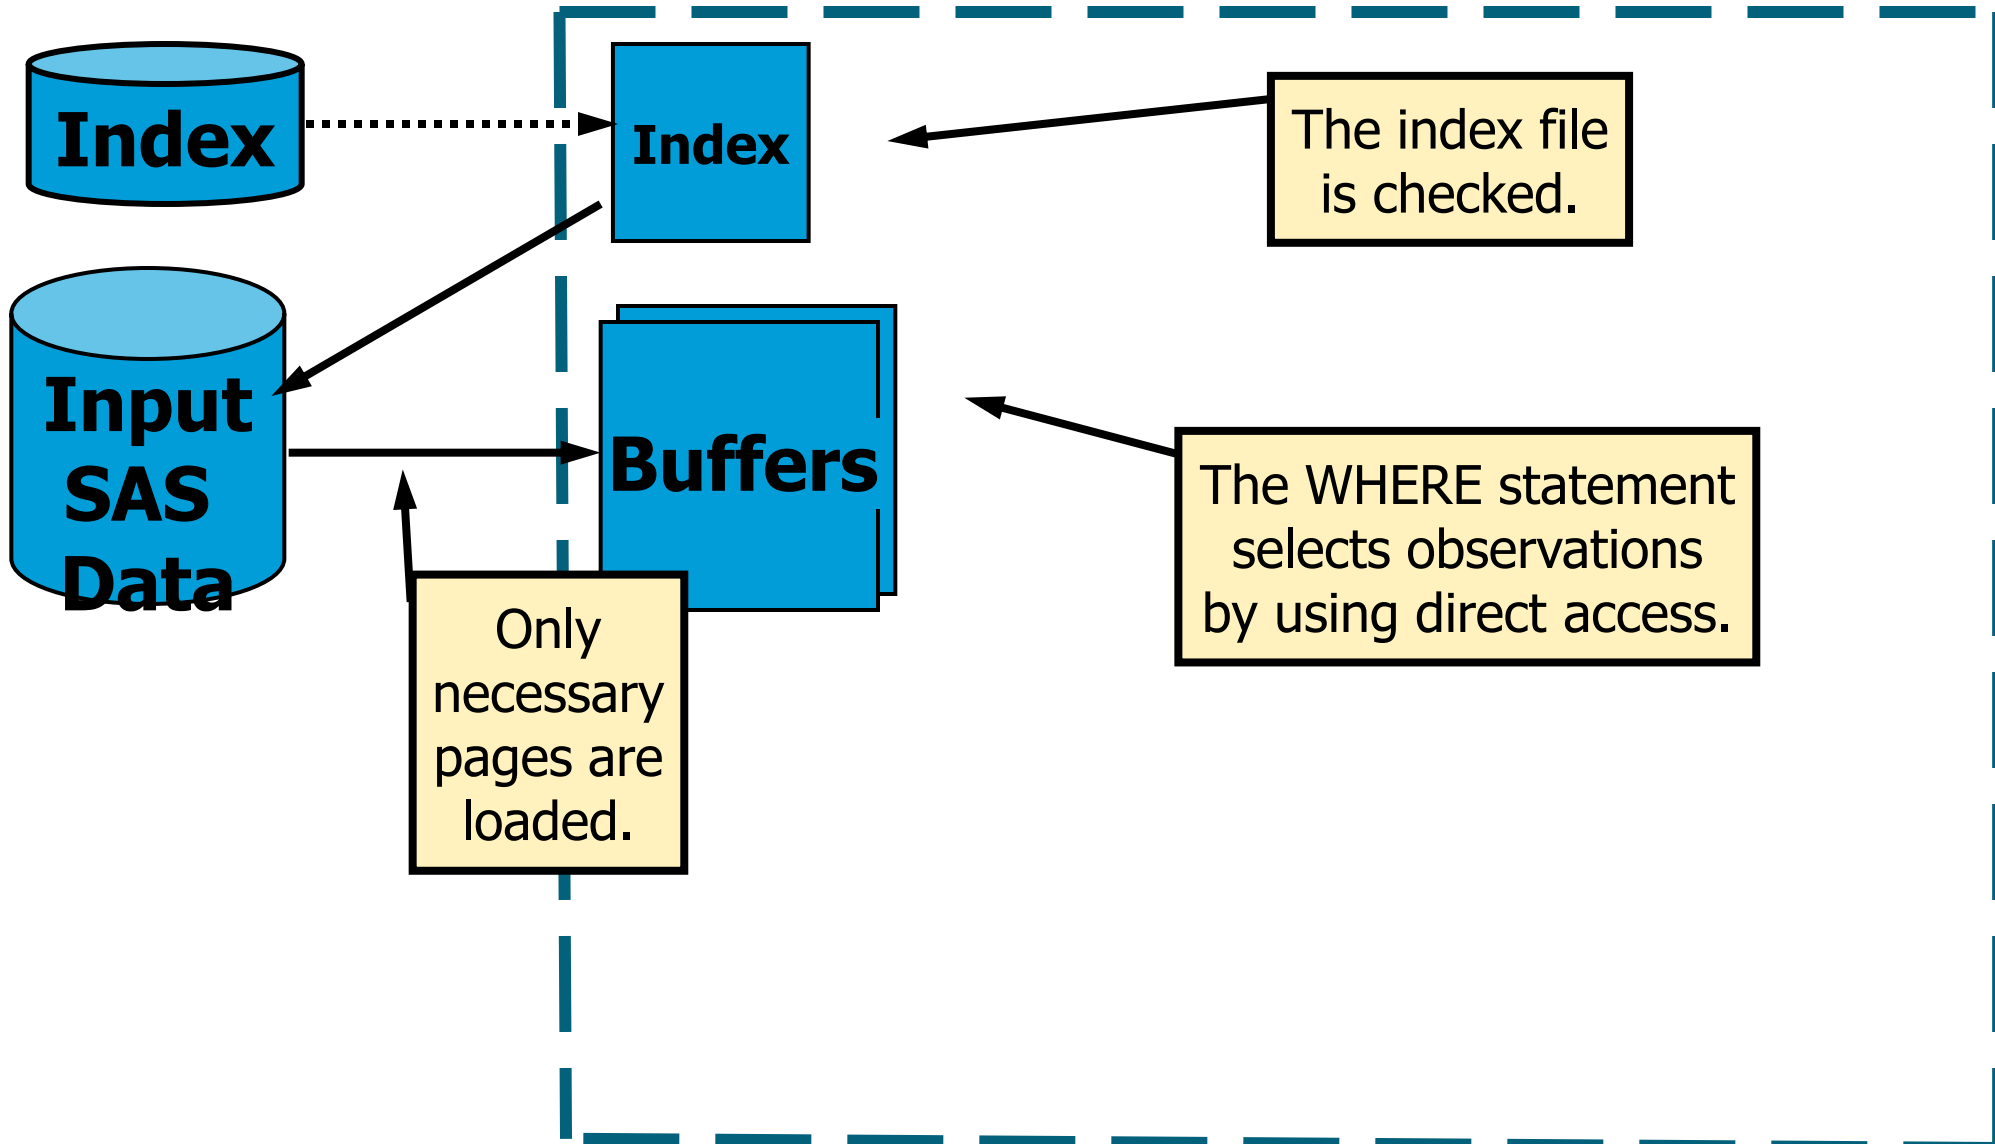 Index
Index
The index file
is checked.
Input
SAS
Data
Buffers
The WHERE statement
selects observations
by using direct access.
Only
necessary
pages are
loaded.